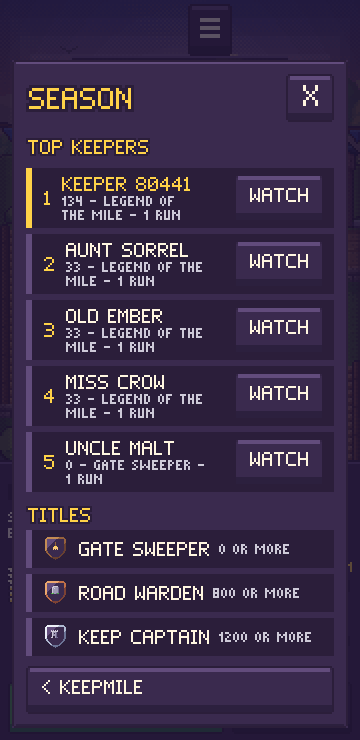 SEASON
X
TOP KEEPERS
1 KEEPER 80441
134 - LEGEND OF
THE MILE - 1 RUN
WATCH
2 AUNT SORREL
33 - LEGEND OF THE
MILE - 1 RUN
WATCH
3 OLD EMBER
33 - LEGEND OF THE
MILE - 1 RUN
WATCH
4 MISS CROW
33 - LEGEND OF THE
MILE - 1 RUN
WATCH
5 UNCLE MALT
0 - GATE SWEEPER -
1 RUN
WATCH
TITLES
GATE SWEEPER 0 OR MORE
ROAD WARDEN 800 OR MORE
KEEP CAPTAIN 1200 OR MORE
< KEEPMILE